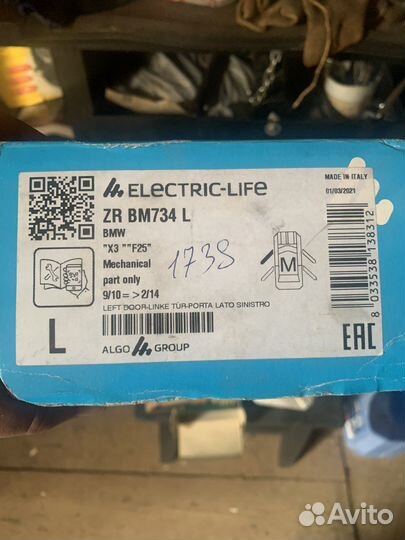 ELECTRIC-LIFE
MADE IN ITALY
01/03/2021
ZR BM734 L
BMW
"X3 ""F25"
Mechanical
part only
9/10 = > 2/14
1738
M
LEFT DOOR-LINKE TÜR-PORTA LATO SINISTRO
L
ALGO GROUP
EAC
8 033538 138312
Avito